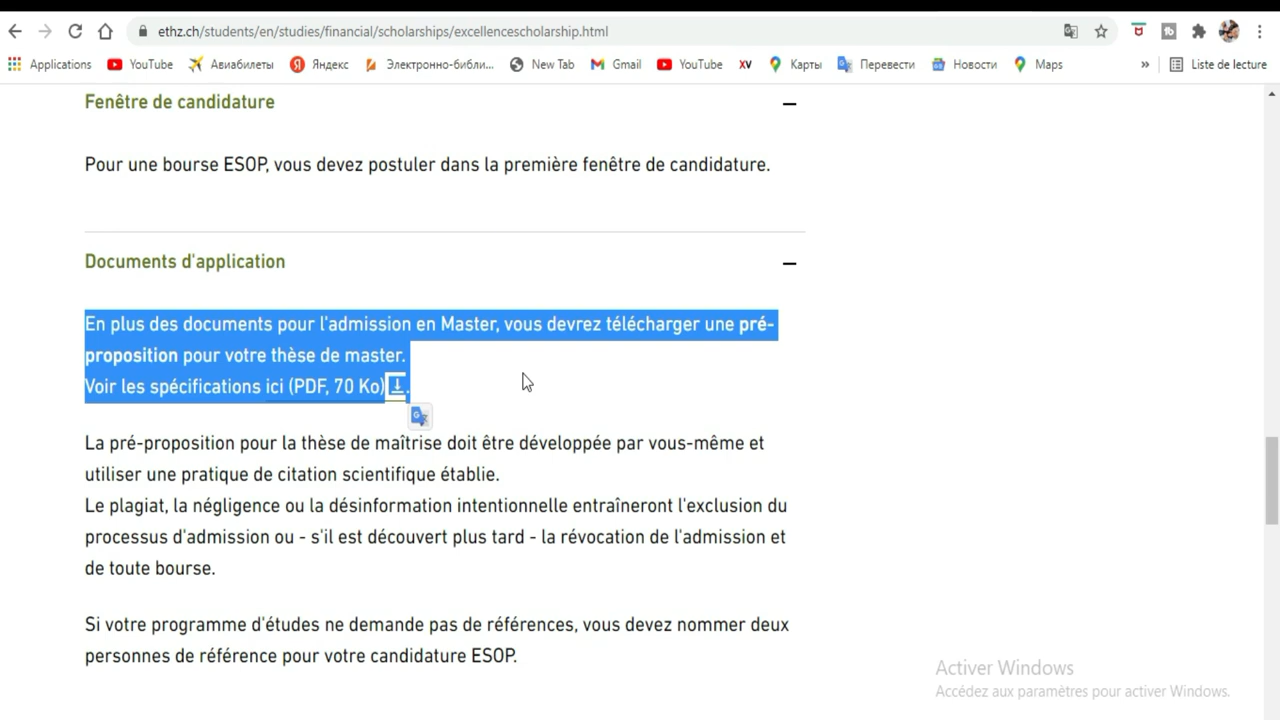 ethz.ch/students/en/studies/financial/scholarships/excellencescholarship.html
Applications YouTube Авиабилеты Яндекс Электронно-библи... New Tab Gmail YouTube XV Карты Перевести Новости Maps » Liste de lecture
Fenêtre de candidature
Pour une bourse ESOP, vous devez postuler dans la première fenêtre de candidature.
Documents d'application
En plus des documents pour l'admission en Master, vous devrez télécharger une pré-
proposition pour votre thèse de master.
Voir les spécifications ici (PDF, 70 Ko) .
La pré-proposition pour la thèse de maîtrise doit être développée par vous-même et
utiliser une pratique de citation scientifique établie.
Le plagiat, la négligence ou la désinformation intentionnelle entraîneront l'exclusion du
processus d'admission ou - s'il est découvert plus tard - la révocation de l'admission et
de toute bourse.
Si votre programme d'études ne demande pas de références, vous devez nommer deux
personnes de référence pour votre candidature ESOP.
Activer Windows
Accédez aux paramètres pour activer Windows.